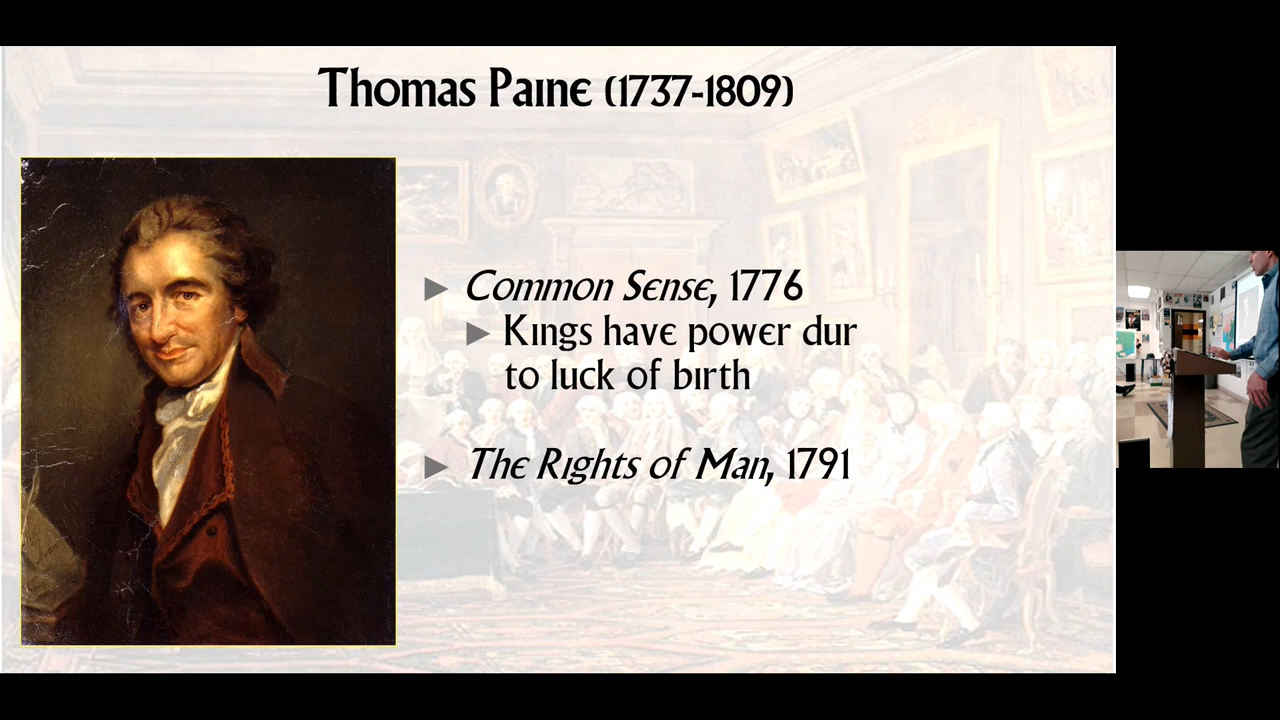 Thomas Paine (1737-1809)
Common Sense, 1776
Kings have power dur
to luck of birth
The Rights of Man, 1791